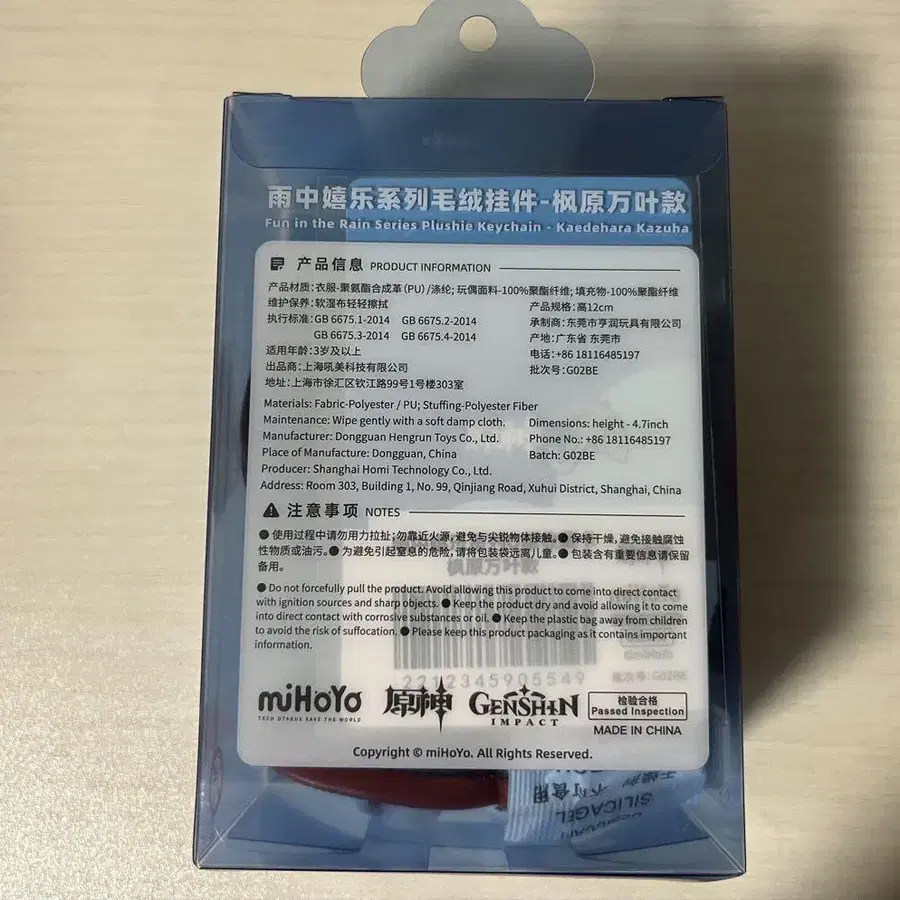 雨中嬉乐系列毛绒挂件-枫原万叶款
Fun in the Rain Series Plushie Keychain - Kaedehara Kazuha
产品信息 PRODUCT INFORMATION
产品材质：衣服-聚氨酯合成革（PU）/涤纶；玩偶面料-100%聚酯纤维；填充物-100%聚酯纤维
维护保养：软湿布轻轻擦拭 产品规格：高12cm
执行标准：GB 6675.1-2014 GB 6675.2-2014 承制商：东莞市亨润玩具有限公司
GB 6675.3-2014 GB 6675.4-2014 产地：广东省 东莞市
适用年龄：3岁及以上 电话：+86 18116485197
出品商：上海吼美科技有限公司 批次号：G02BE
地址：上海市徐汇区钦江路99号1号楼303室
Materials: Fabric-Polyester / PU; Stuffing-Polyester Fiber
Maintenance: Wipe gently with a soft damp cloth. Dimensions: height - 4.7inch
Manufacturer: Dongguan Hengrun Toys Co., Ltd. Phone No.: +86 18116485197
Place of Manufacture: Dongguan, China Batch: G02BE
Producer: Shanghai Homi Technology Co., Ltd.
Address: Room 303, Building 1, No. 99, Qinjiang Road, Xuhui District, Shanghai, China
注意事项 NOTES
● 使用过程中请勿用力拉扯；勿靠近火源，避免与尖锐物体接触。● 保持干燥，避免接触腐蚀
性物质或油污。● 为避免引起窒息的危险，请将包装袋远离儿童。● 包装含有重要信息请保留
备用。
枫原万叶款
● Do not forcefully pull the product. Avoid allowing this product to come into direct contact
with ignition sources and sharp objects. ● Keep the product dry and avoid allowing it to come
into direct contact with corrosive substances or oil. ● Keep the plastic bag away from children
to avoid the risk of suffocation. ● Please keep this product packaging as it contains important
information.
©miHoYo
2212345905549 批次号：G02BE
miHoYo 原神 GENSHIN 检验合格
TECH OTAKUS SAVE THE WORLD IMPACT Passed Inspection
MADE IN CHINA
Copyright © miHoYo. All Rights Reserved.
干燥剂 不可食用
SILICAGEL